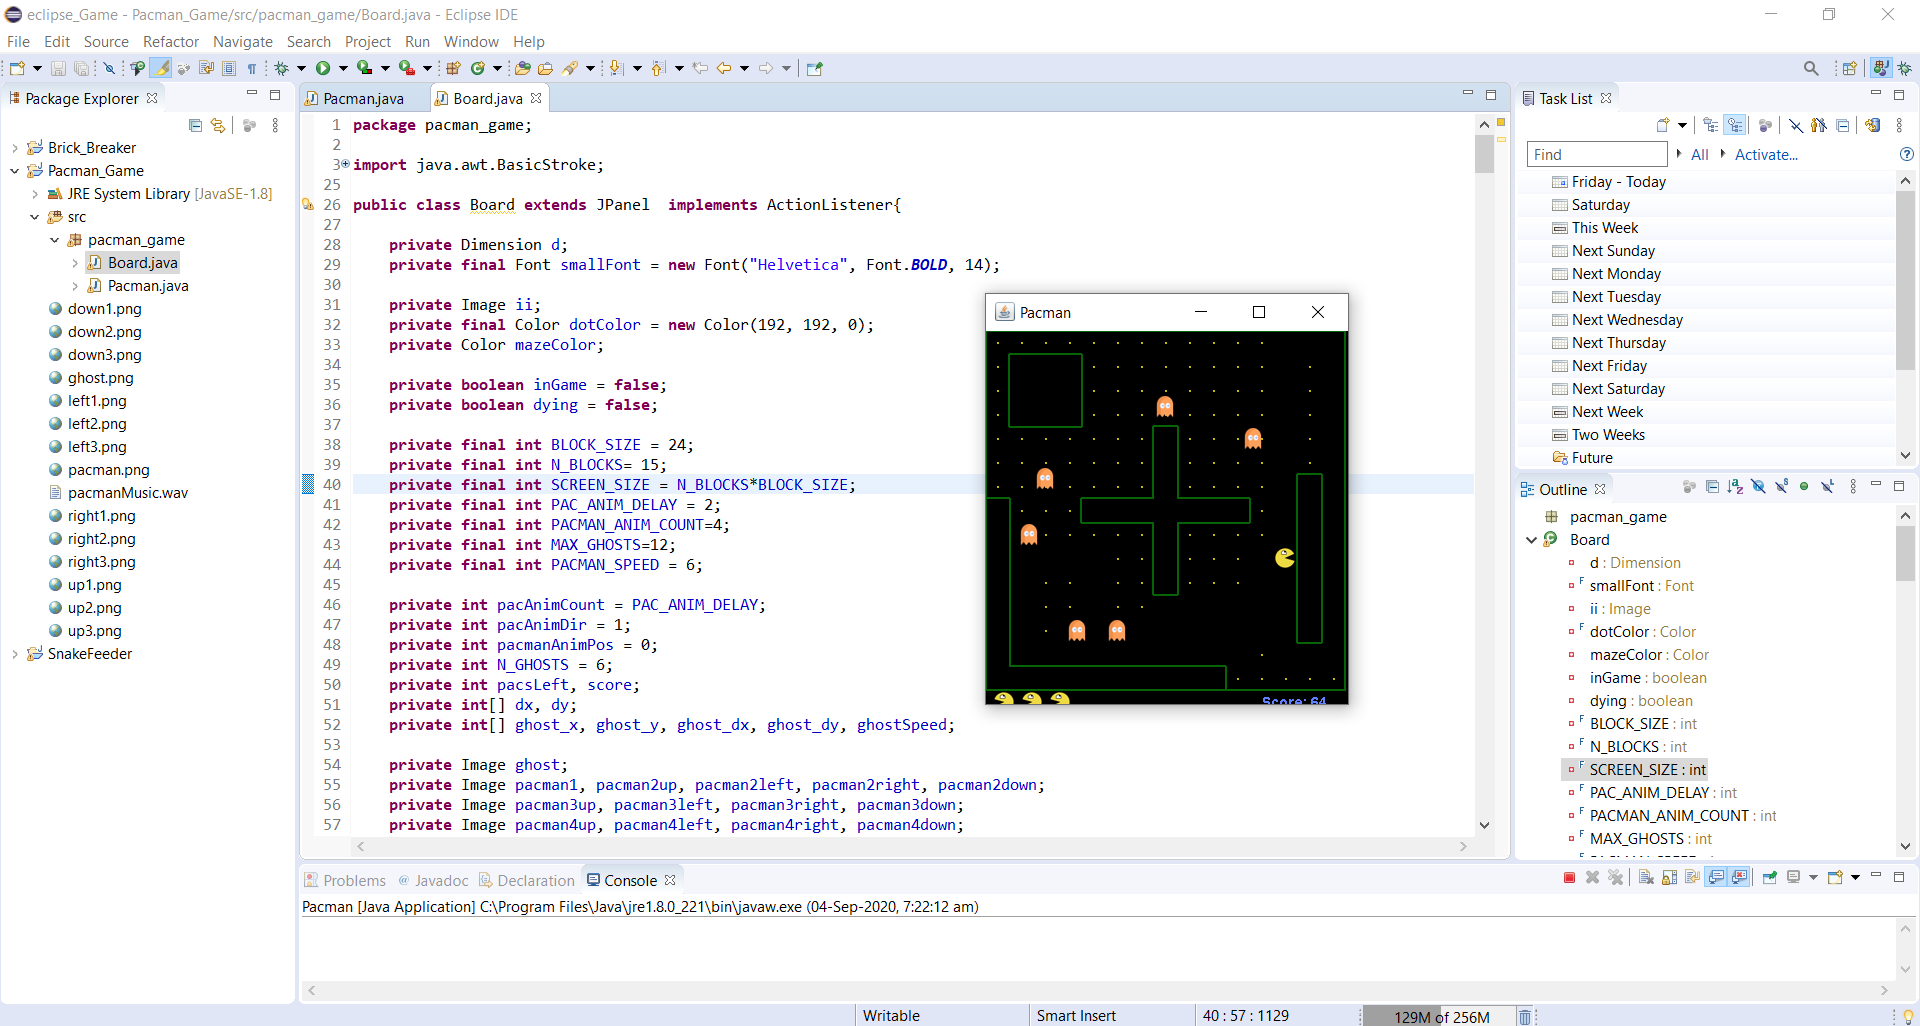 eclipse_Game - Pacman_Game/src/pacman_game/Board.java - Eclipse IDE
File Edit Source Refactor Navigate Search Project Run Window Help
Package Explorer
Brick_Breaker
Pacman_Game
JRE System Library [JavaSE-1.8]
src
pacman_game
Board.java
Pacman.java
down1.png
down2.png
down3.png
ghost.png
left1.png
left2.png
left3.png
pacman.png
pacmanMusic.wav
right1.png
right2.png
right3.png
up1.png
up2.png
up3.png
SnakeFeeder
Pacman.java Board.java
1 package pacman_game;
2
3 import java.awt.BasicStroke;
25
26 public class Board extends JPanel  implements ActionListener{
27
28     private Dimension d;
29     private final Font smallFont = new Font("Helvetica", Font.BOLD, 14);
30
31     private Image ii;
32     private final Color dotColor = new Color(192, 192, 0);
33     private Color mazeColor;
34
35     private boolean inGame = false;
36     private boolean dying = false;
37
38     private final int BLOCK_SIZE = 24;
39     private final int N_BLOCKS= 15;
40     private final int SCREEN_SIZE = N_BLOCKS*BLOCK_SIZE;
41     private final int PAC_ANIM_DELAY = 2;
42     private final int PACMAN_ANIM_COUNT=4;
43     private final int MAX_GHOSTS=12;
44     private final int PACMAN_SPEED = 6;
45
46     private int pacAnimCount = PAC_ANIM_DELAY;
47     private int pacAnimDir = 1;
48     private int pacmanAnimPos = 0;
49     private int N_GHOSTS = 6;
50     private int pacsLeft, score;
51     private int[] dx, dy;
52     private int[] ghost_x, ghost_y, ghost_dx, ghost_dy, ghostSpeed;
53
54     private Image ghost;
55     private Image pacman1, pacman2up, pacman2left, pacman2right, pacman2down;
56     private Image pacman3up, pacman3left, pacman3right, pacman3down;
57     private Image pacman4up, pacman4left, pacman4right, pacman4down;
Pacman
Score: 64
Task List
Find All Activate...
Friday - Today
Saturday
This Week
Next Sunday
Next Monday
Next Tuesday
Next Wednesday
Next Thursday
Next Friday
Next Saturday
Next Week
Two Weeks
Future
Outline
pacman_game
Board
d : Dimension
smallFont : Font
ii : Image
dotColor : Color
mazeColor : Color
inGame : boolean
dying : boolean
BLOCK_SIZE : int
N_BLOCKS : int
SCREEN_SIZE : int
PAC_ANIM_DELAY : int
PACMAN_ANIM_COUNT : int
MAX_GHOSTS : int
Problems @ Javadoc Declaration Console
Pacman [Java Application] C:\Program Files\Java\jre1.8.0_221\bin\javaw.exe (04-Sep-2020, 7:22:12 am)
Writable Smart Insert 40 : 57 : 1129 129M of 256M